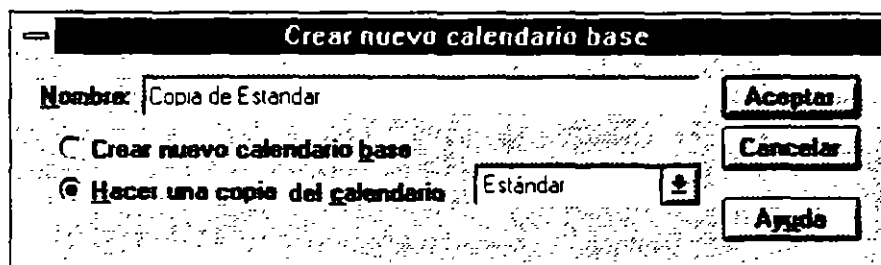 Crear nuevo calendario base
Nombre: Copia de Estandar
Aceptar
Crear nuevo calendario base
Cancelar
Hacer una copia del calendario Estándar
Ayuda